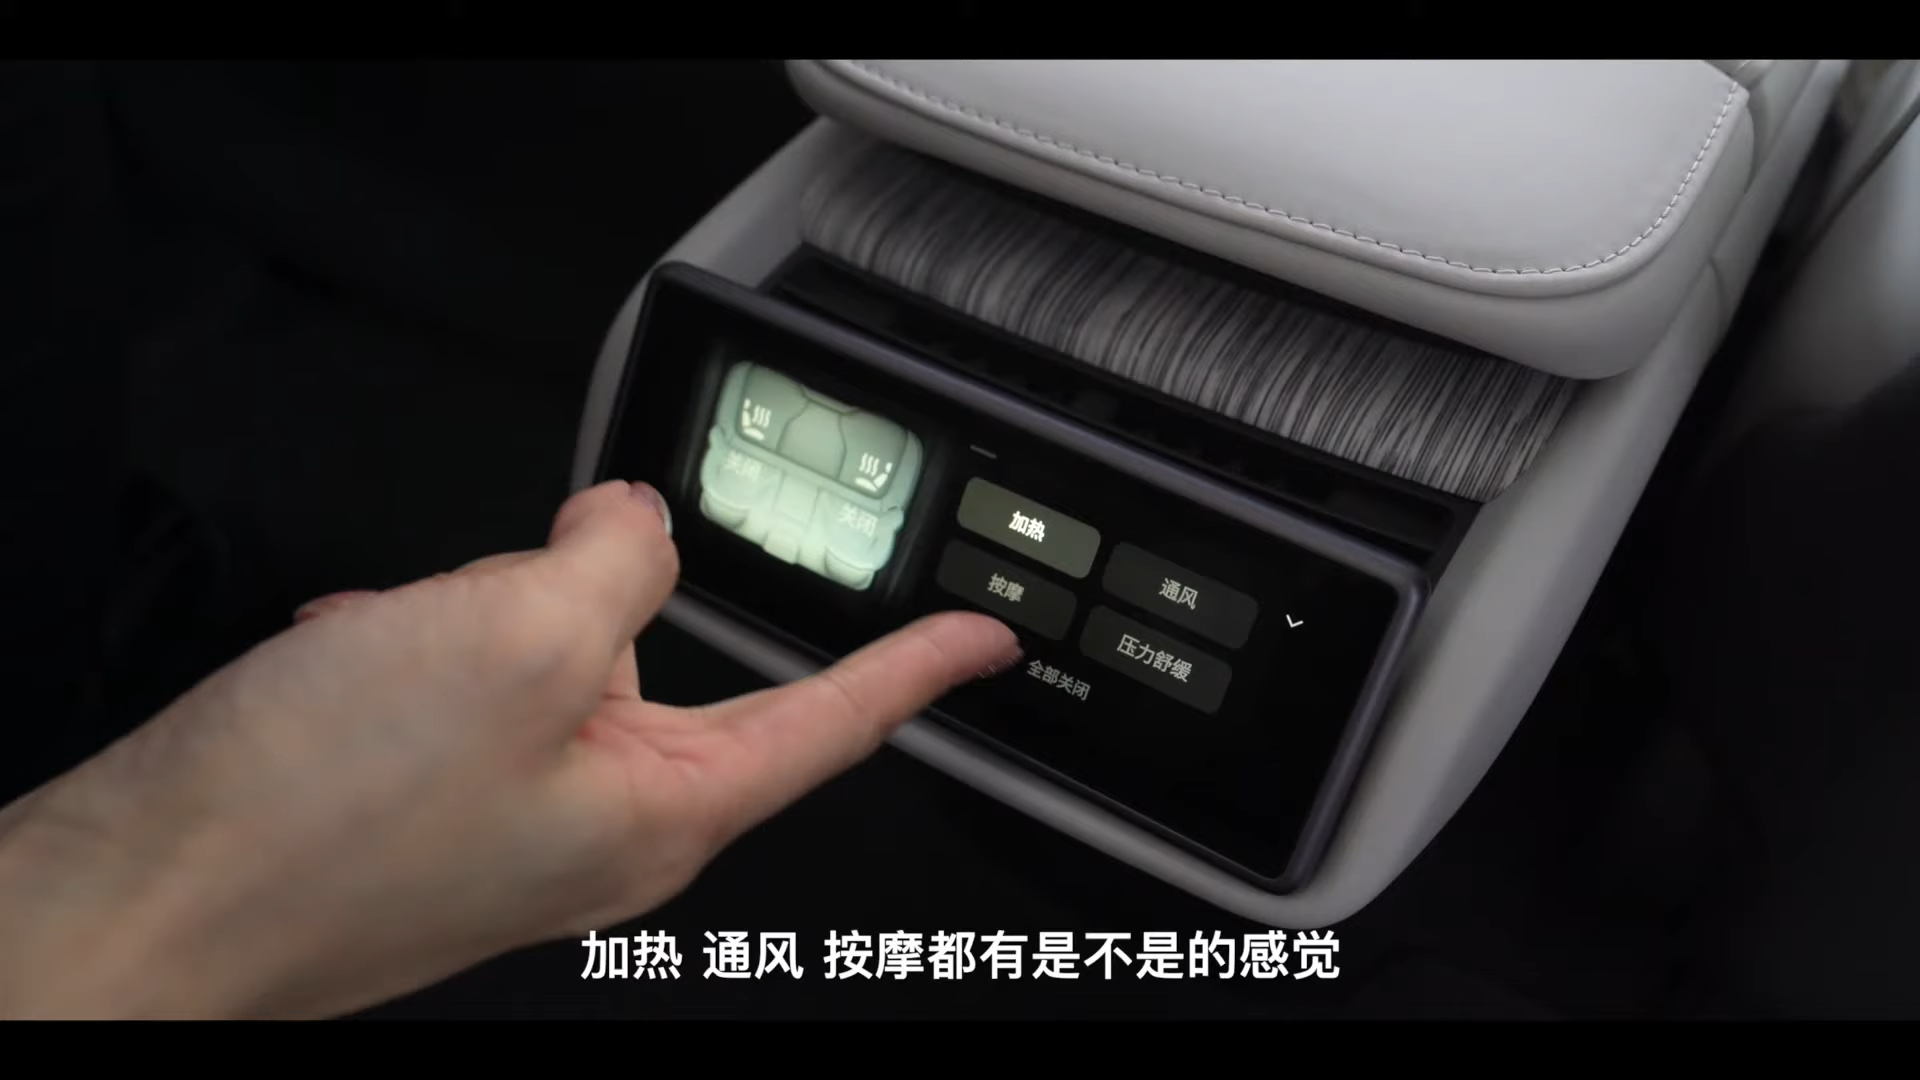 关闭
关闭
加热
通风
按摩
压力舒缓
全部关闭
加热 通风 按摩都有是不是的感觉